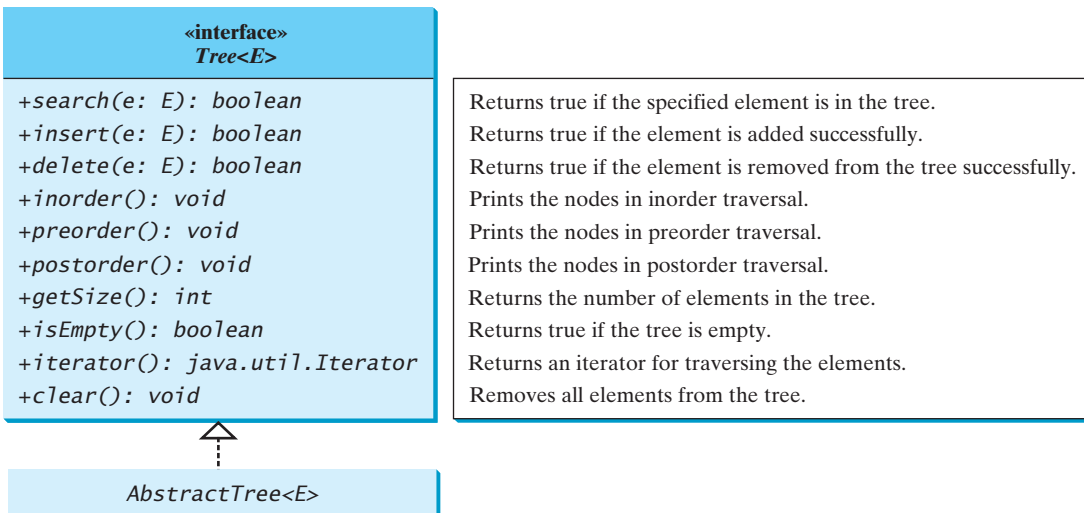 «interface»
Tree<E>
+search(e: E): boolean
Returns true if the specified element is in the tree.
+insert(e: E): boolean
Returns true if the element is added successfully.
+delete(e: E): boolean
Returns true if the element is removed from the tree successfully.
+inorder(): void
Prints the nodes in inorder traversal.
+preorder(): void
Prints the nodes in preorder traversal.
+postorder(): void
Prints the nodes in postorder traversal.
+getSize(): int
Returns the number of elements in the tree.
+isEmpty(): boolean
Returns true if the tree is empty.
+iterator(): java.util.Iterator
Returns an iterator for traversing the elements.
+clear(): void
Removes all elements from the tree.
AbstractTree<E>